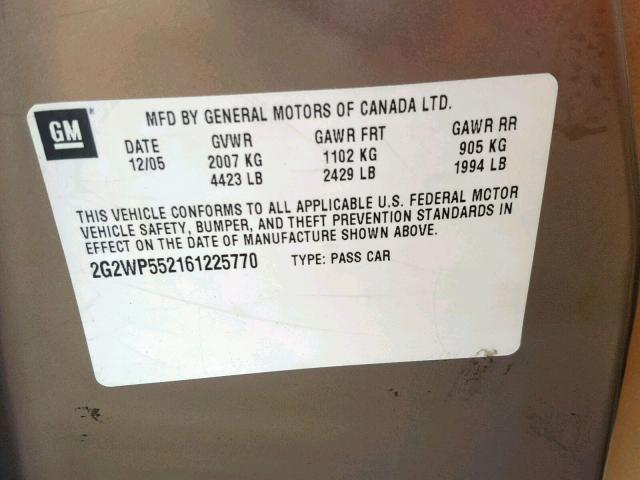 GM
MFD BY GENERAL MOTORS OF CANADA LTD.
DATE GVWR GAWR FRT GAWR RR
12/05 2007 KG 1102 KG 905 KG
4423 LB 2429 LB 1994 LB
THIS VEHICLE CONFORMS TO ALL APPLICABLE U.S. FEDERAL MOTOR
VEHICLE SAFETY, BUMPER, AND THEFT PREVENTION STANDARDS IN
EFFECT ON THE DATE OF MANUFACTURE SHOWN ABOVE.
2G2WP552161225770 TYPE: PASS CAR